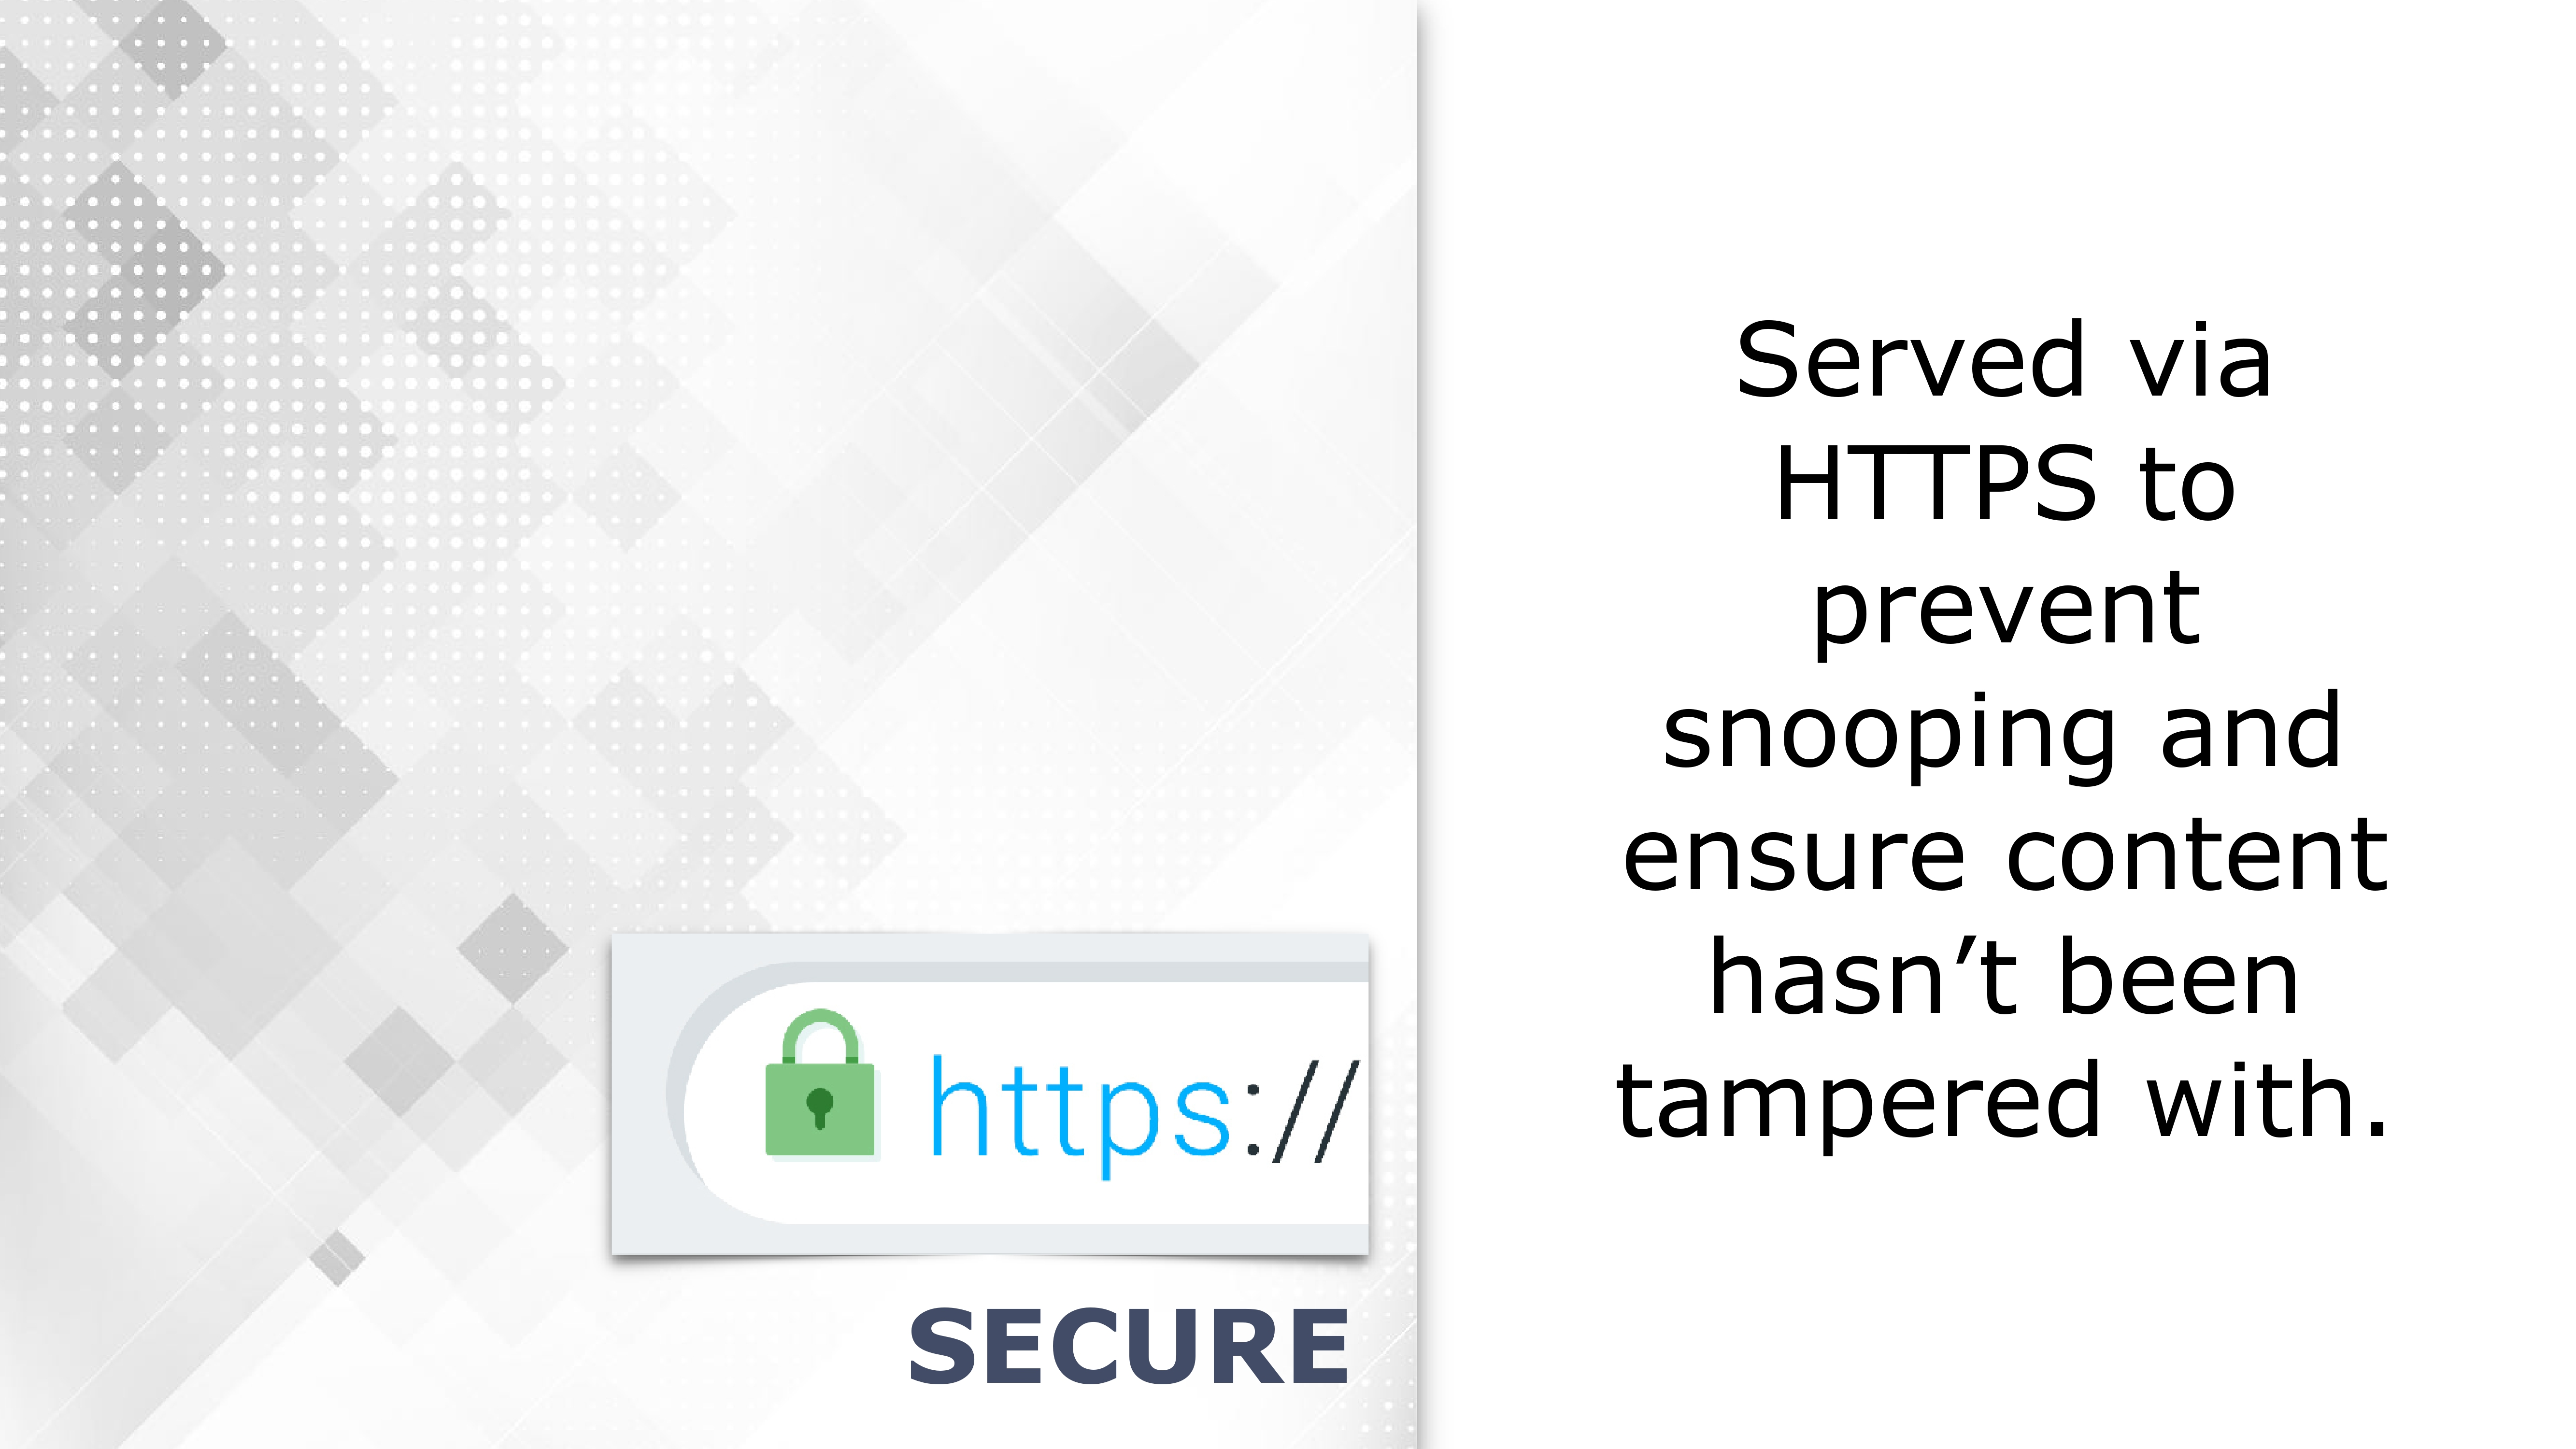 https://
SECURE
Served via
HTTPS to
prevent
snooping and
ensure content
hasn’t been
tampered with.